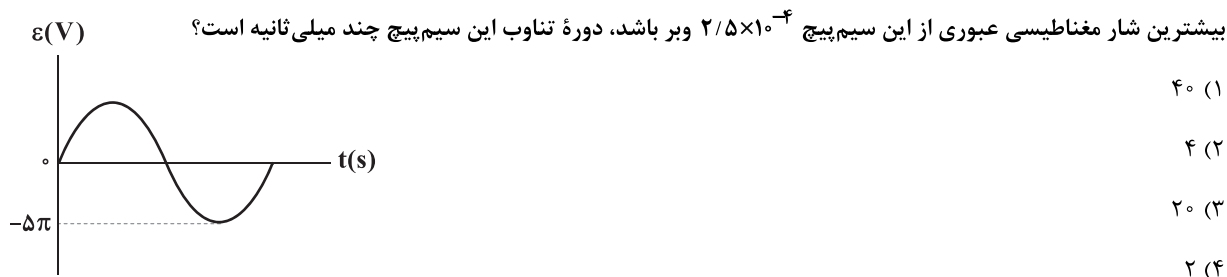 بیشترین شار مغناطیسی عبوری از این سیم‌پیچ ۲/۵×۱۰⁻⁴ وبر باشد، دورهٔ تناوب این سیم‌پیچ چند میلی‌ثانیه است؟
ε(V)
۱) ۴۰
۲) ۴
۰
t(s)
۳) ۲۰
−۵π
۴) ۲